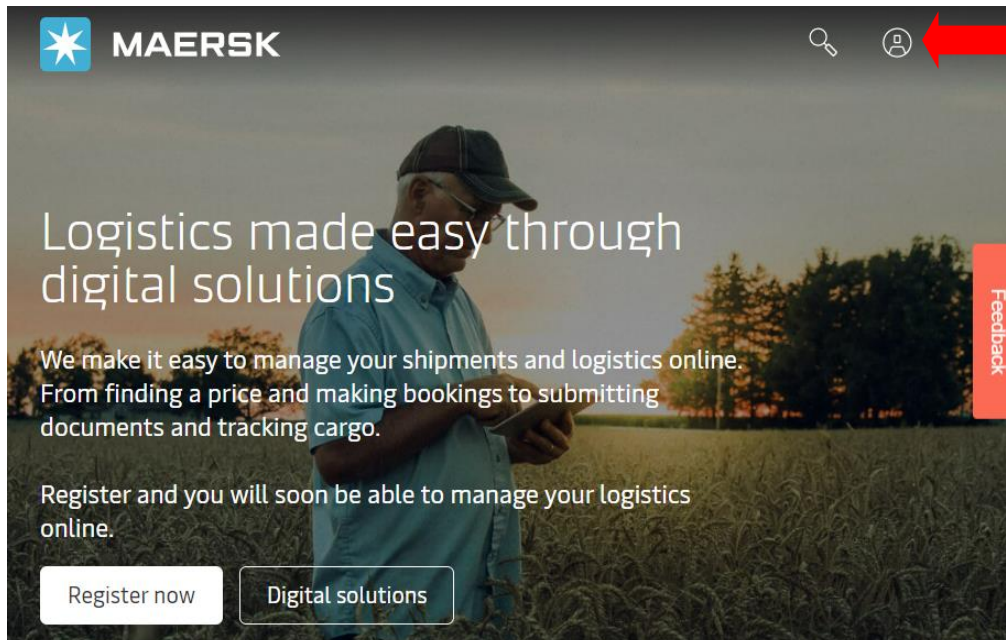 MAERSK
Logistics made easy through
digital solutions
We make it easy to manage your shipments and logistics online.
From finding a price and making bookings to submitting
documents and tracking cargo.
Register and you will soon be able to manage your logistics
online.
Register now
Digital solutions
Feedback